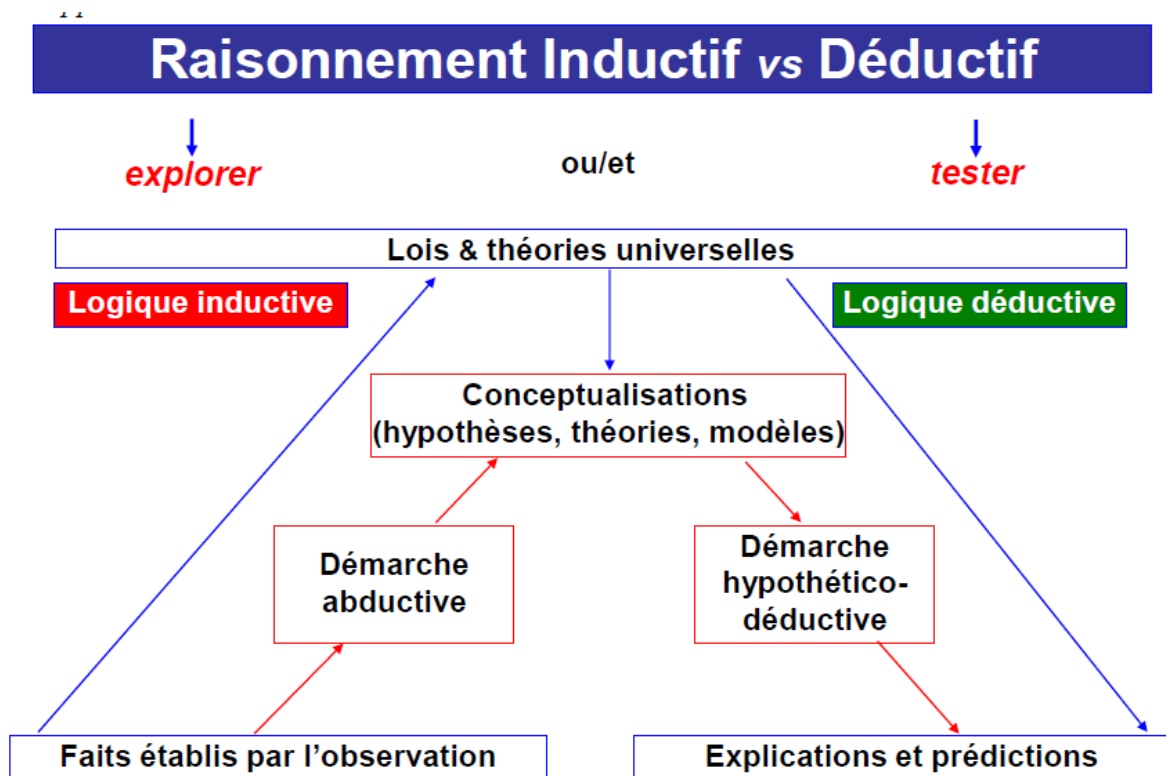 Raisonnement Inductif vs Déductif
explorer
ou/et
tester
Lois & théories universelles
Logique inductive
Logique déductive
Conceptualisations
(hypothèses, théories, modèles)
Démarche
abductive
Démarche
hypothético-
déductive
Faits établis par l’observation
Explications et prédictions